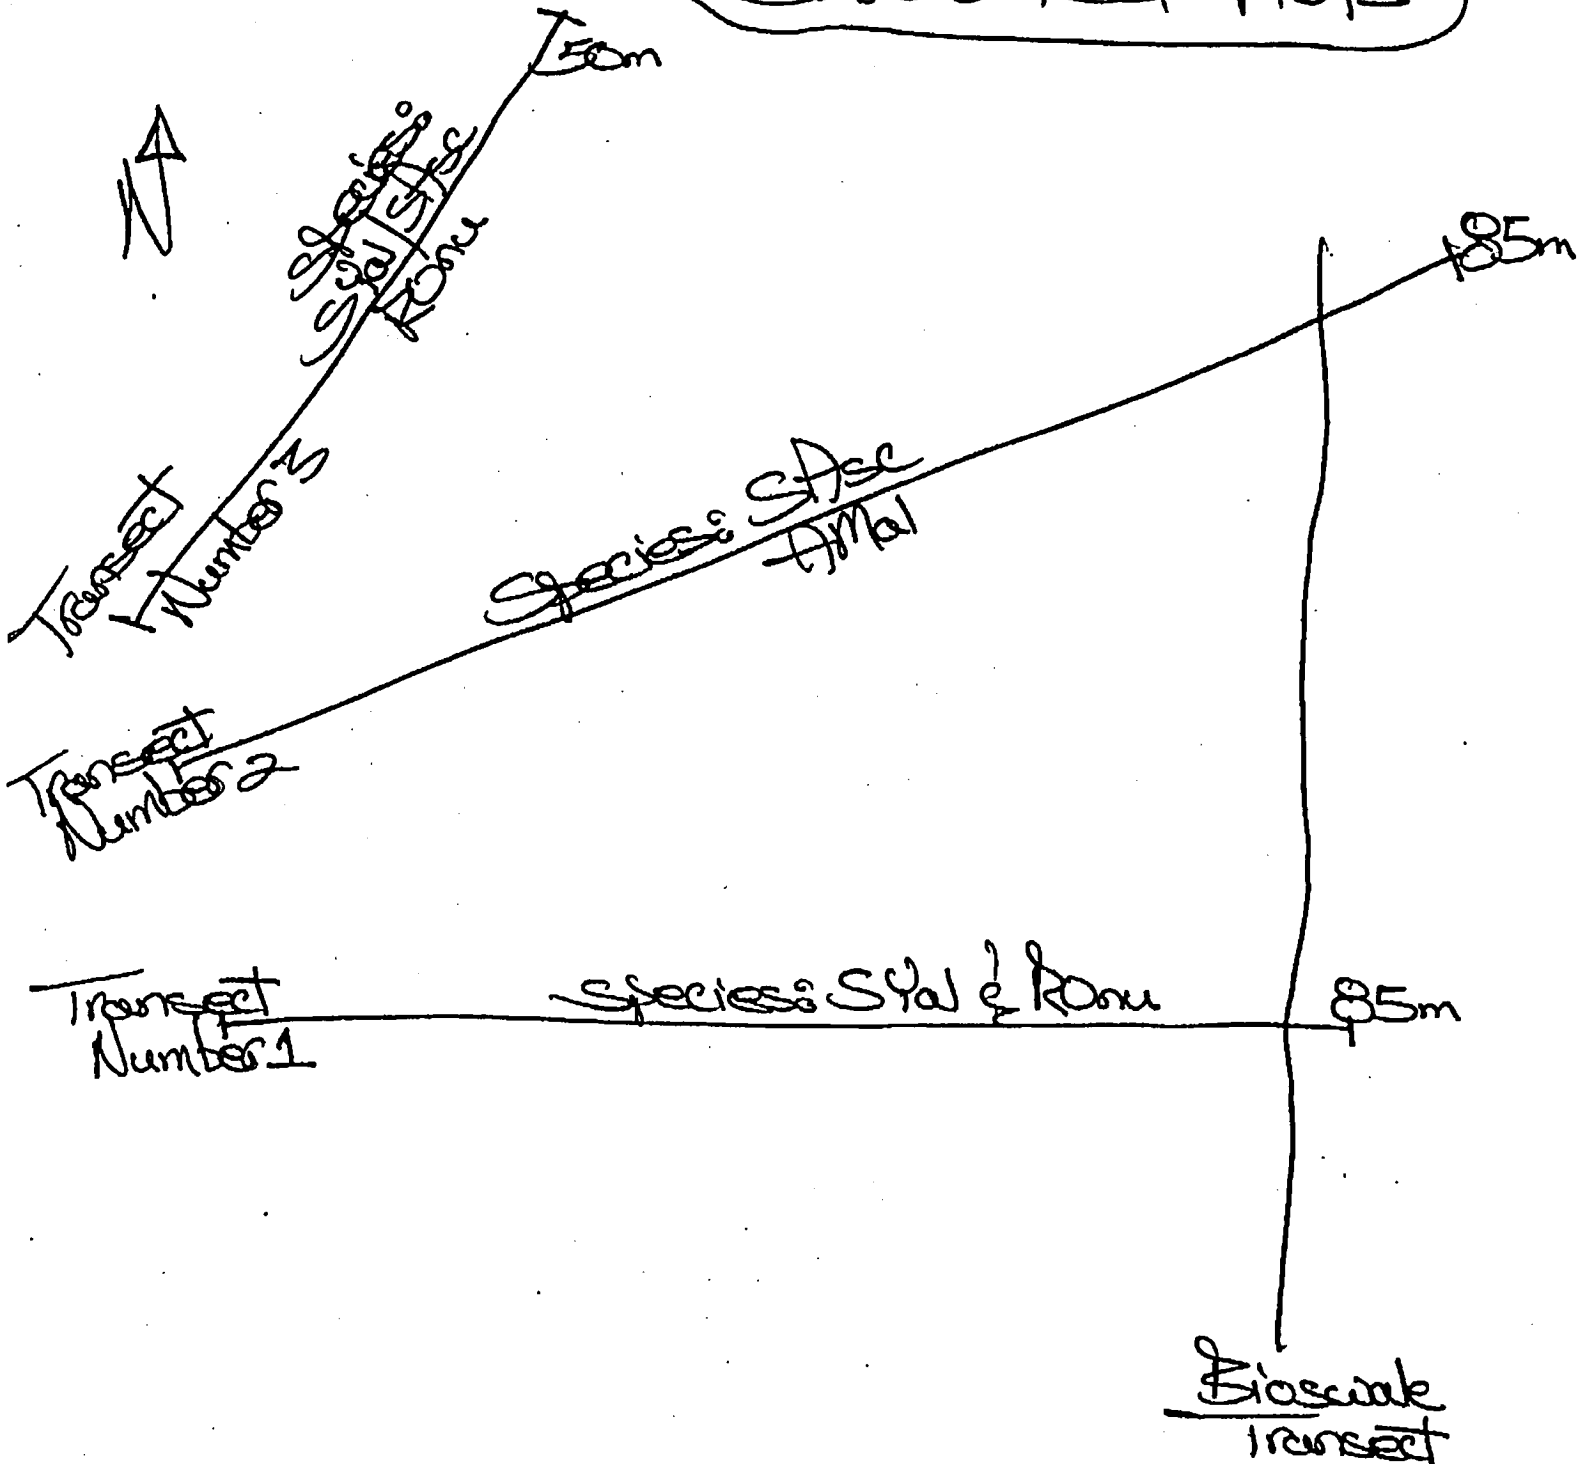 50m
N
Species:
SYal SAsc
ROnu
Transect
Number 3
85m
Species: SAsc
AMal
Transect
Number 2
Transect
Number 1
Species: SYal & ROnu
85m
Bioswale
Transect